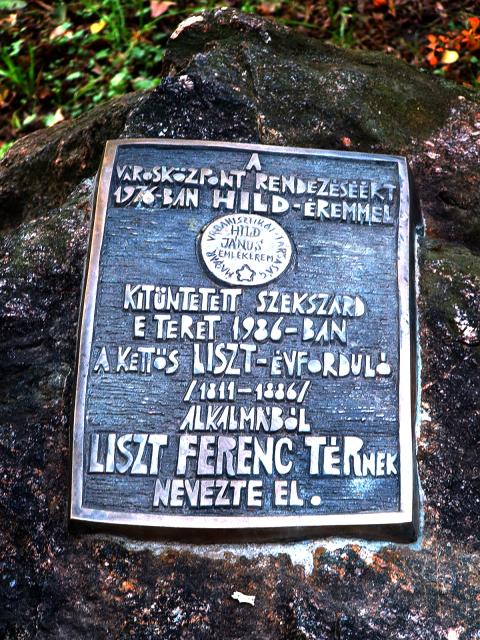 A
VÁROSKÖZPONT RENDEZÉSÉÉRT
1976-BAN HILD-ÉREMMEL
MAGYAR URBANISZTIKAI TÁRSASÁG
HILD
JÁNOS
EMLÉKÉREM
KITÜNTETETT SZEKSZÁRD
E TERET 1986-BAN
A KETTŐS LISZT-ÉVFORDULÓ
/1811-1886/
ALKALMÁBÓL
LISZT FERENC TÉRNEK
NEVEZTE EL.